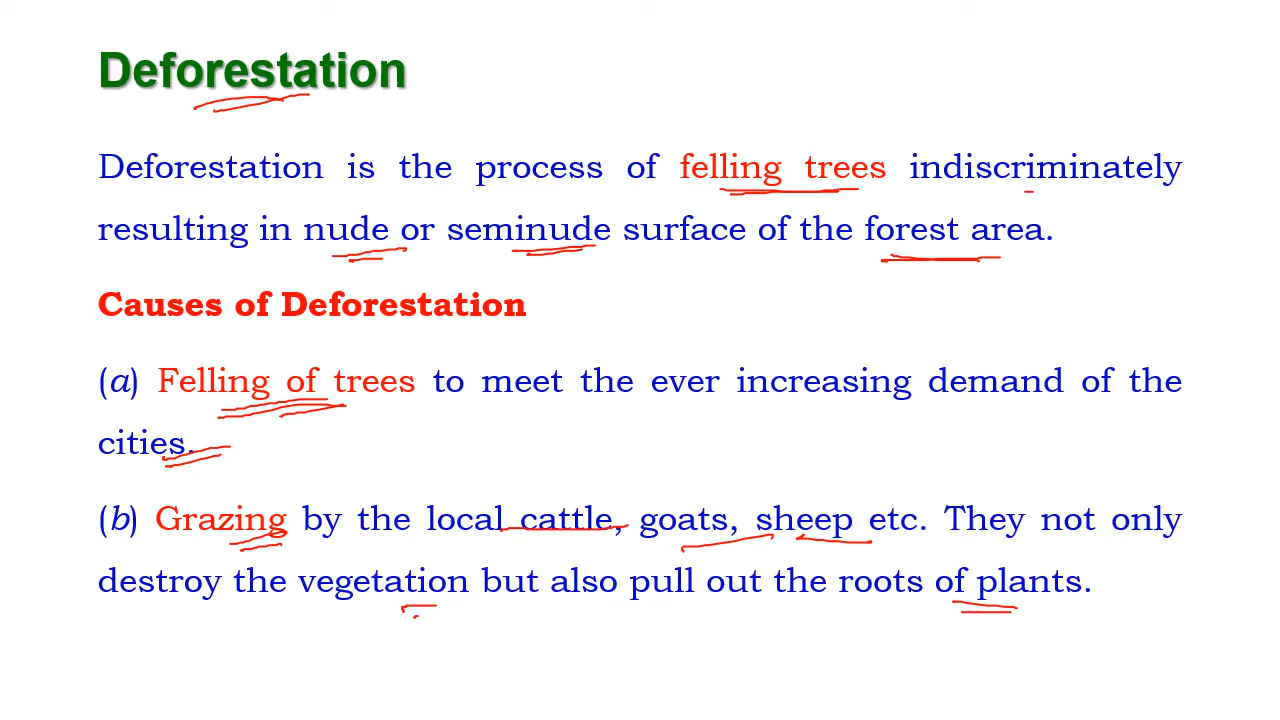 Deforestation
Deforestation is the process of felling trees indiscriminately
resulting in nude or seminude surface of the forest area.
Causes of Deforestation
(a) Felling of trees to meet the ever increasing demand of the
cities.
(b) Grazing by the local cattle, goats, sheep etc. They not only
destroy the vegetation but also pull out the roots of plants.